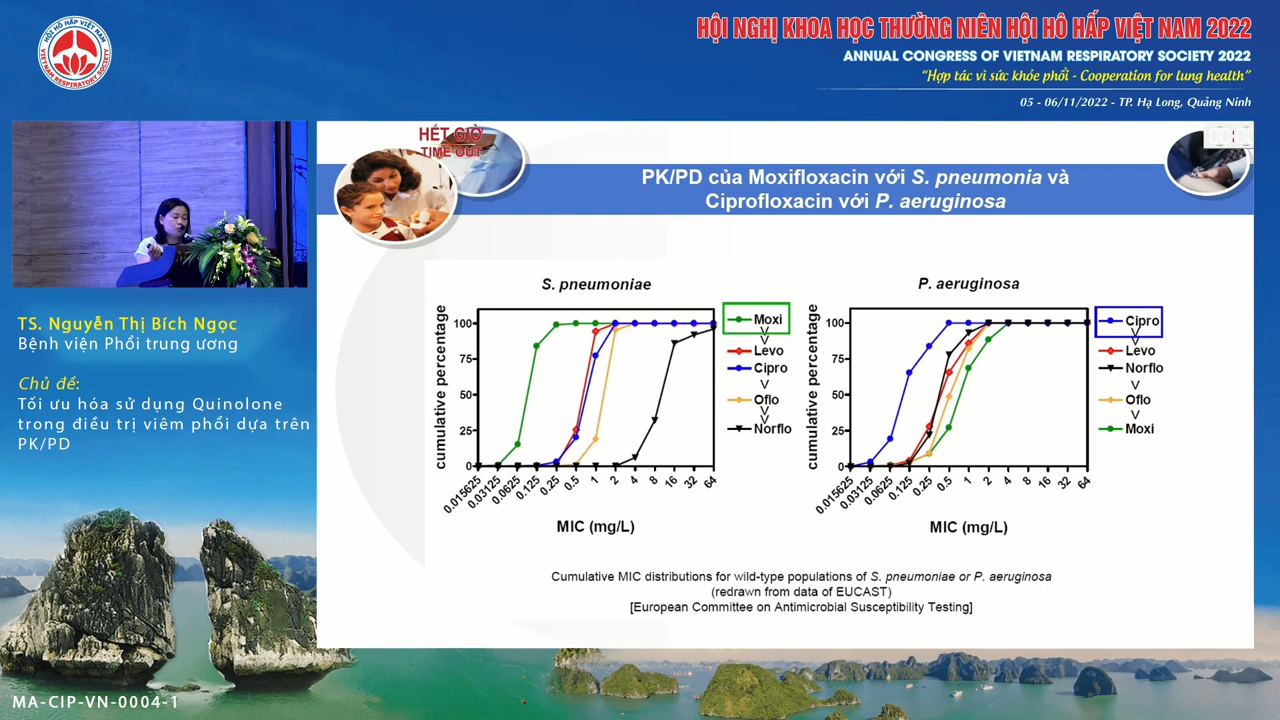 HỘI HÔ HẤP VIỆT NAM
VIETNAM RESPIRATORY SOCIETY
HỘI NGHỊ KHOA HỌC THƯỜNG NIÊN HỘI HÔ HẤP VIỆT NAM 2022
ANNUAL CONGRESS OF VIETNAM RESPIRATORY SOCIETY 2022
"Hợp tác vì sức khỏe phổi - Cooperation for lung health"
05 - 06/11/2022 - TP. Hạ Long, Quảng Ninh
HẾT GIỜ
TIME OUT
PK/PD của Moxifloxacin với S. pneumonia và
Ciprofloxacin với P. aeruginosa
TS. Nguyễn Thị Bích Ngọc
Bệnh viện Phổi trung ương
Chủ đề:
Tối ưu hóa sử dụng Quinolone
trong điều trị viêm phổi dựa trên
PK/PD
S. pneumoniae
cumulative percentage
100
75
50
25
0
0.015625 0.03125 0.0625 0.125 0.25 0.5 1 2 4 8 16 32 64
MIC (mg/L)
Moxi
Levo
Cipro
Oflo
Norflo
P. aeruginosa
cumulative percentage
100
75
50
25
0
0.015625 0.03125 0.0625 0.125 0.25 0.5 1 2 4 8 16 32 64
MIC (mg/L)
Cipro
Levo
Norflo
Oflo
Moxi
Cumulative MIC distributions for wild-type populations of S. pneumoniae or P. aeruginosa
(redrawn from data of EUCAST)
[European Committee on Antimicrobial Susceptibility Testing]
MA-CIP-VN-0004-1